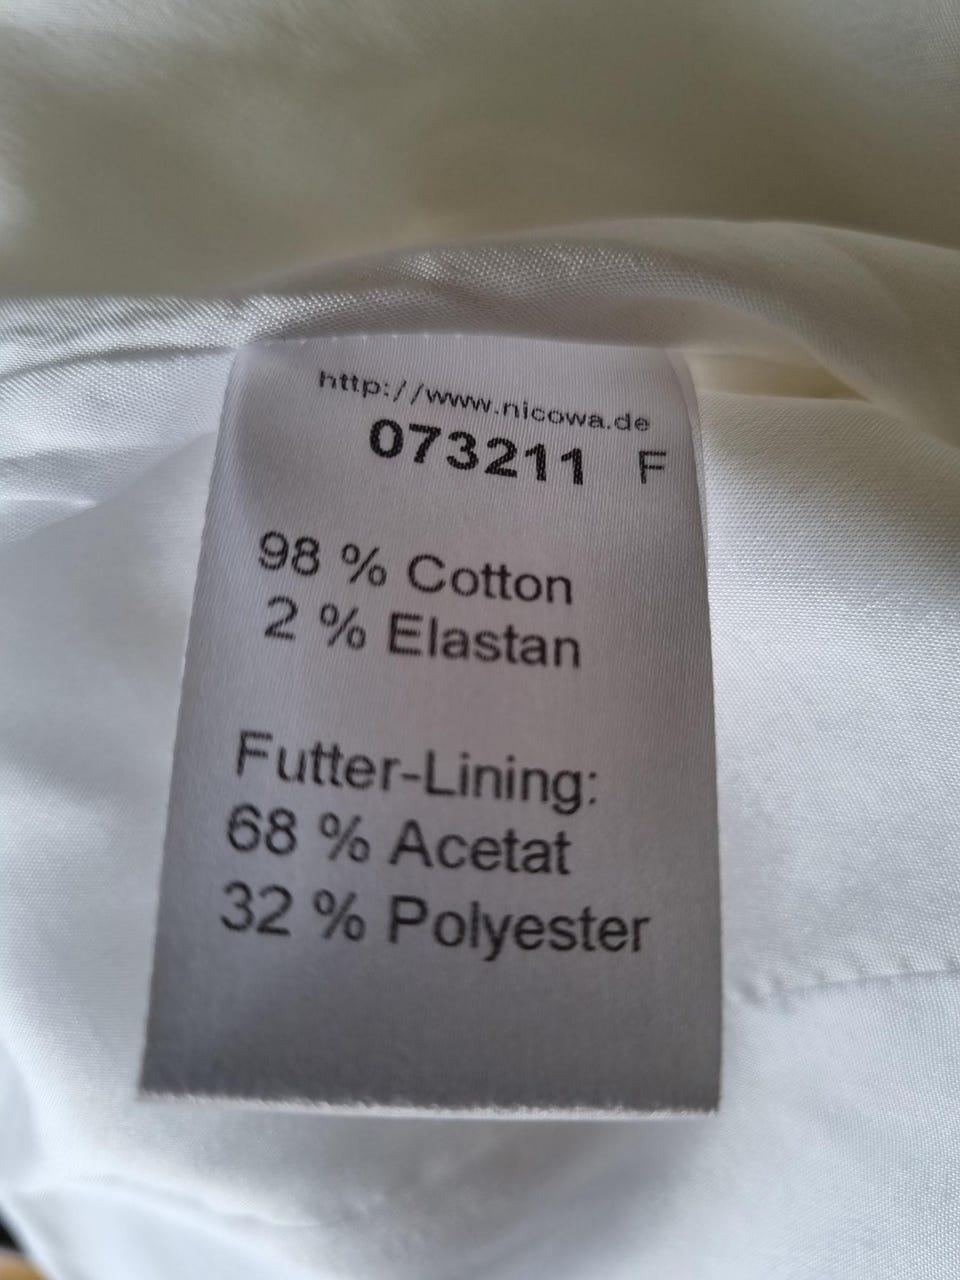 http://www.nicowa.de
073211 F
98 % Cotton
2 % Elastan
Futter-Lining:
68 % Acetat
32 % Polyester